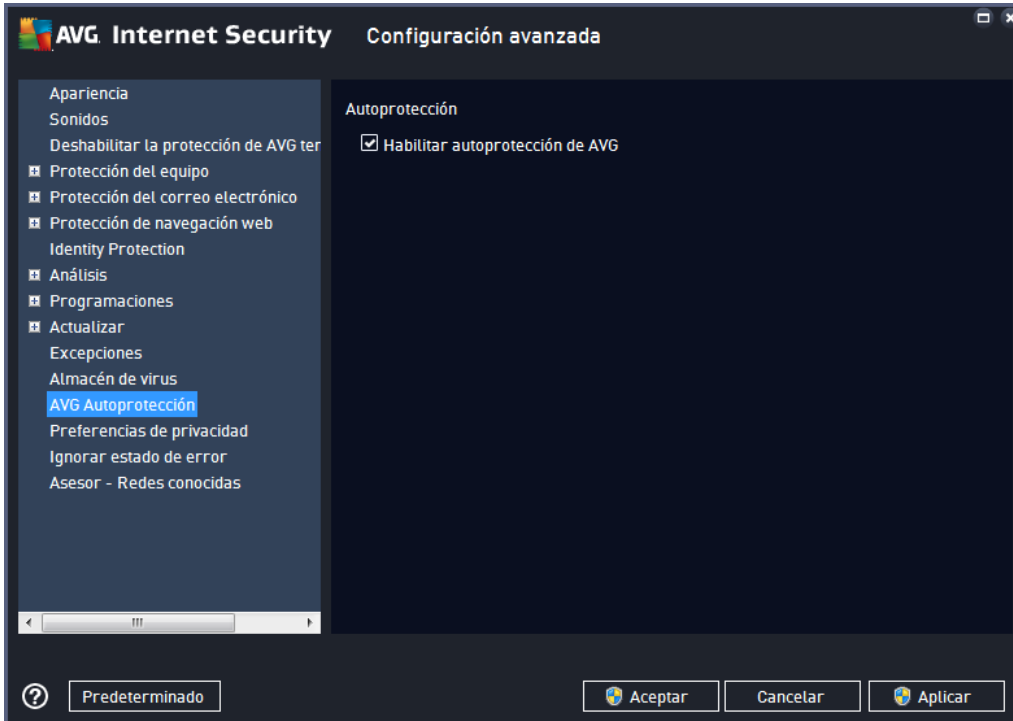 AVG. Internet Security Configuración avanzada
Apariencia
Sonidos
Deshabilitar la protección de AVG ter
Protección del equipo
Protección del correo electrónico
Protección de navegación web
Identity Protection
Análisis
Programaciones
Actualizar
Excepciones
Almacén de virus
AVG Autoprotección
Preferencias de privacidad
Ignorar estado de error
Asesor - Redes conocidas
Autoprotección
Habilitar autoprotección de AVG
? Predeterminado Aceptar Cancelar Aplicar